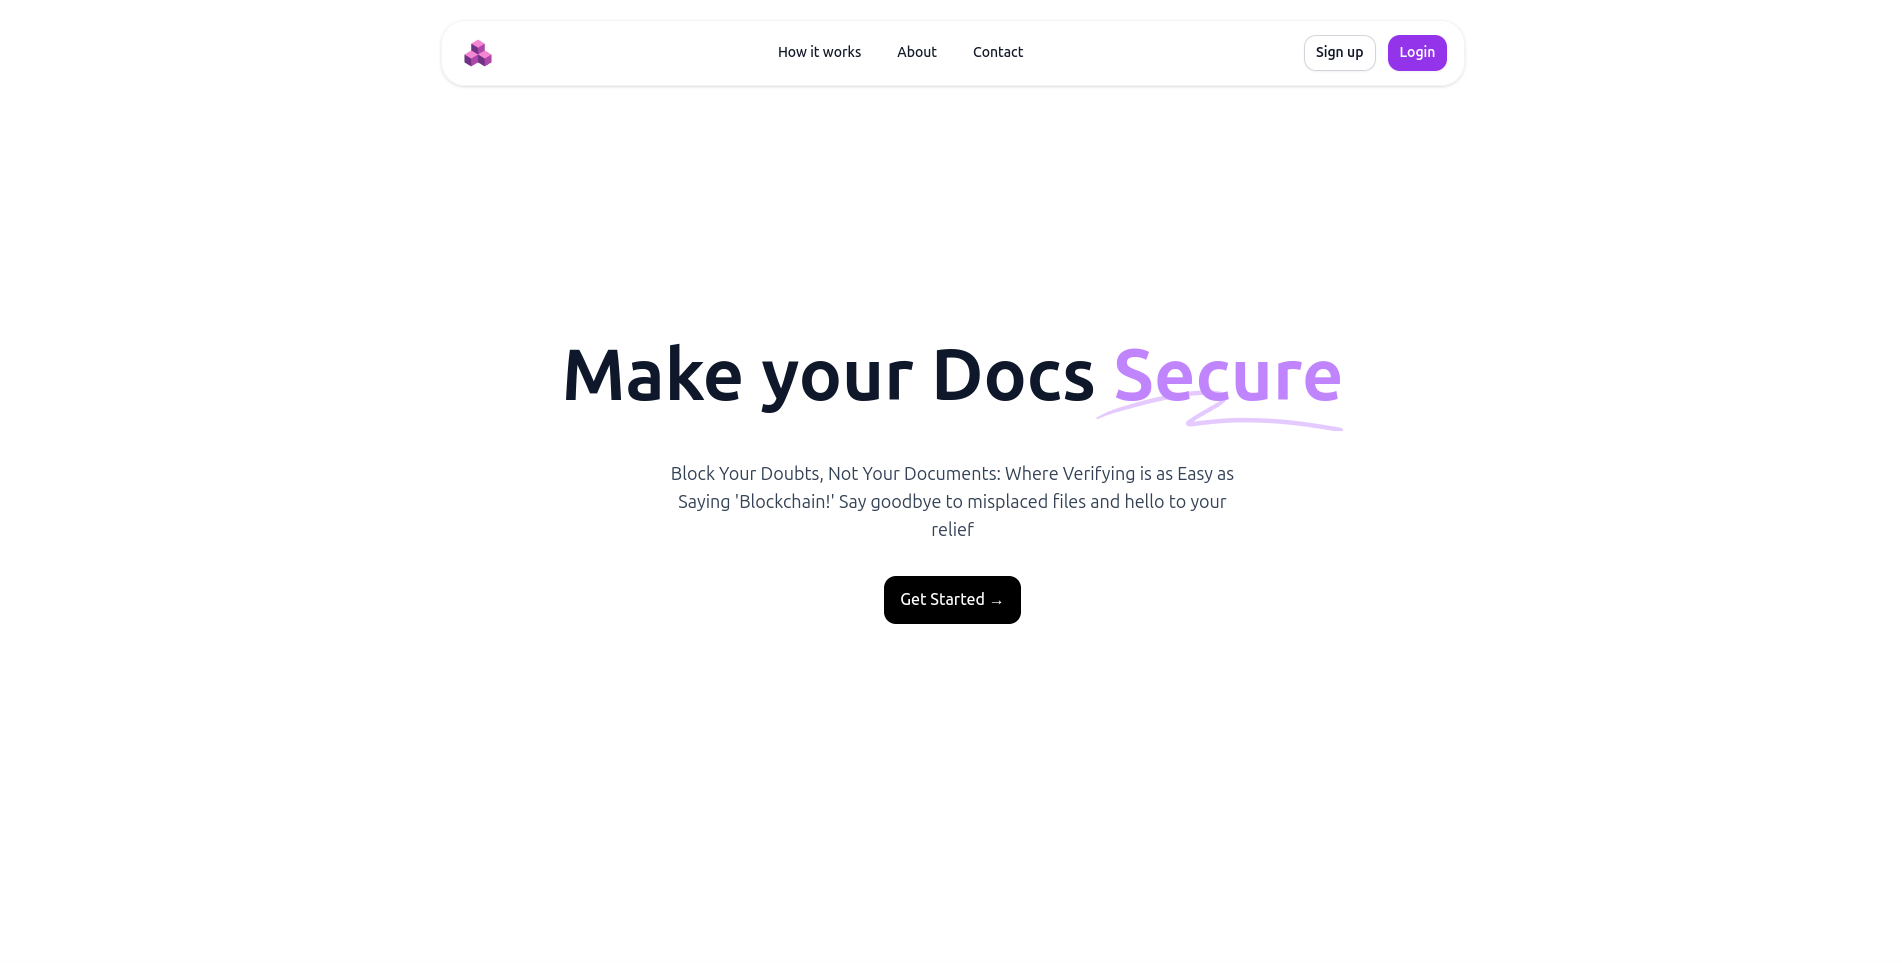 How it works
About
Contact
Sign up
Login
Make your Docs Secure
Block Your Doubts, Not Your Documents: Where Verifying is as Easy as
Saying 'Blockchain!' Say goodbye to misplaced files and hello to your
relief
Get Started →